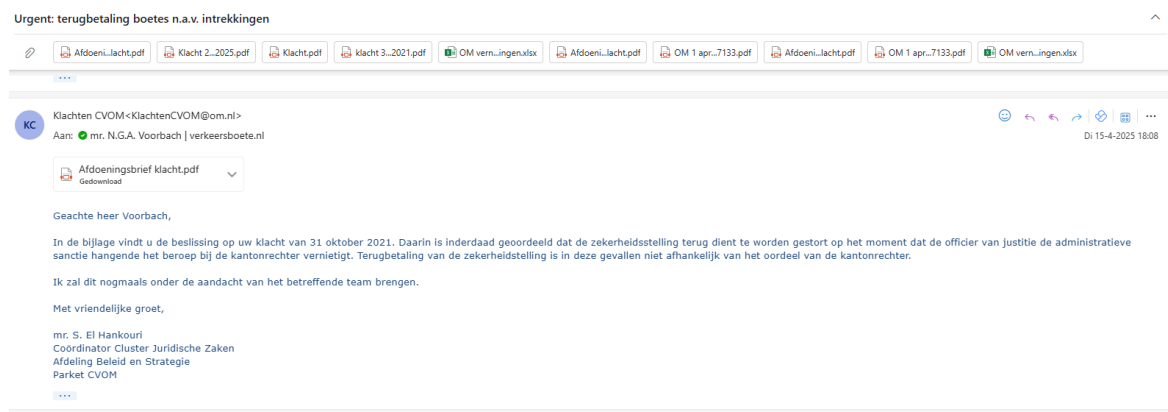 Urgent: terugbetaling boetes n.a.v. intrekkingen
Afdoeni...lacht.pdf
Klacht 2...2025.pdf
Klacht.pdf
klacht 3...2021.pdf
OM vern...ingen.xlsx
Afdoeni...lacht.pdf
OM 1 apr...7133.pdf
Afdoeni...lacht.pdf
OM 1 apr...7133.pdf
OM vern...ingen.xlsx
KC
Klachten CVOM<KlachtenCVOM@om.nl>
Aan: mr. N.G.A. Voorbach | verkeersboete.nl
Di 15-4-2025 18:08
Afdoeningsbrief klacht.pdf
Gedownload
Geachte heer Voorbach,
In de bijlage vindt u de beslissing op uw klacht van 31 oktober 2021. Daarin is inderdaad geoordeeld dat de zekerheidsstelling terug dient te worden gestort op het moment dat de officier van justitie de administratieve
sanctie hangende het beroep bij de kantonrechter vernietigt. Terugbetaling van de zekerheidstelling is in deze gevallen niet afhankelijk van het oordeel van de kantonrechter.
Ik zal dit nogmaals onder de aandacht van het betreffende team brengen.
Met vriendelijke groet,
mr. S. El Hankouri
Coördinator Cluster Juridische Zaken
Afdeling Beleid en Strategie
Parket CVOM